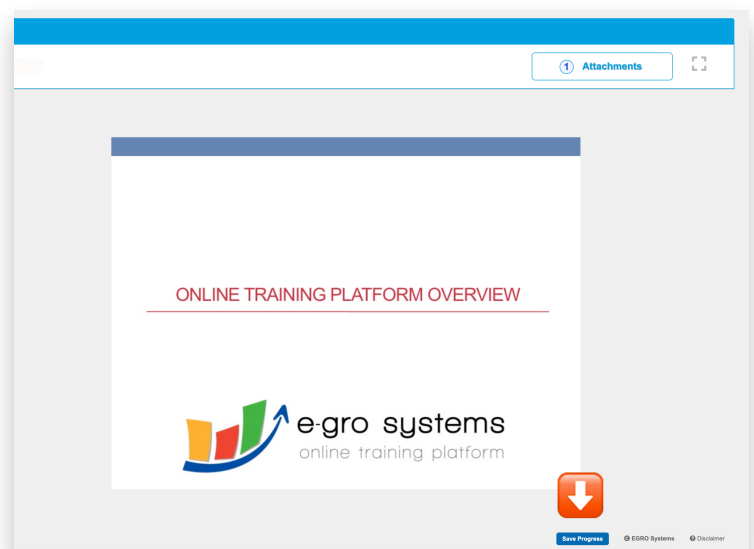 1 Attachments
ONLINE TRAINING PLATFORM OVERVIEW
e-gro systems
online training platform
Save Progress EGRO Systems Disclaimer